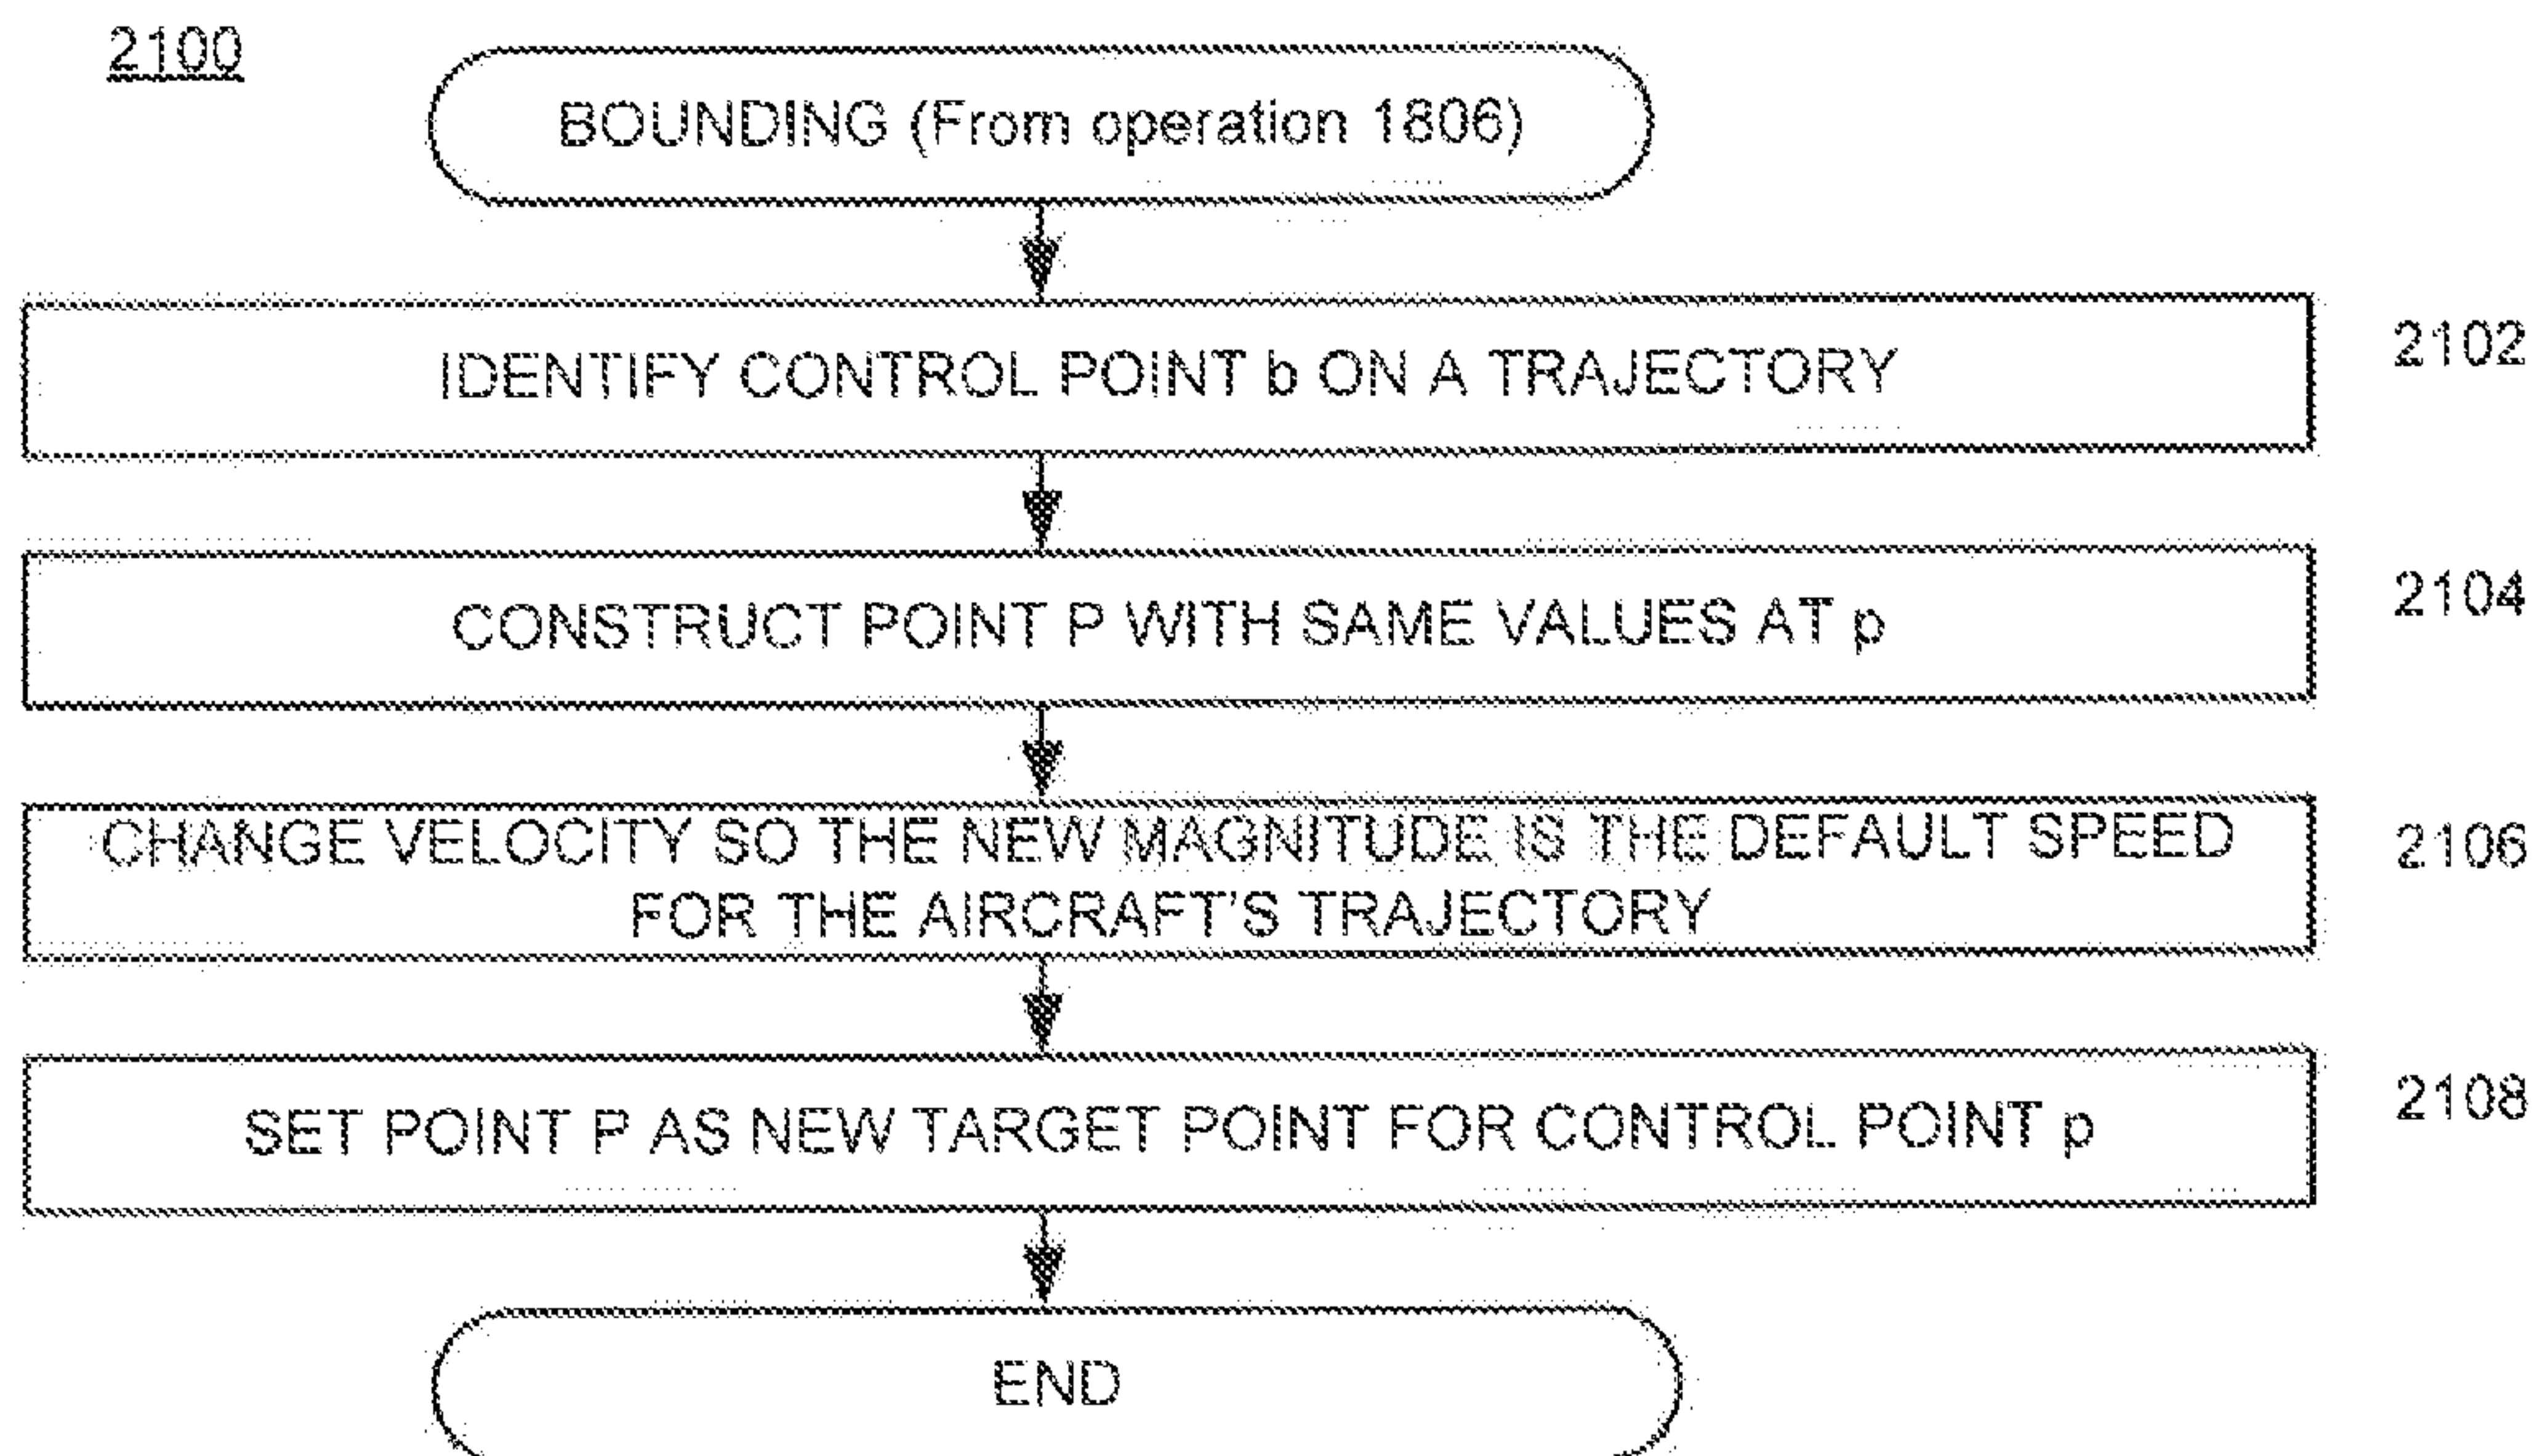 2100
BOUNDING (From operation 1806)
IDENTIFY CONTROL POINT b ON A TRAJECTORY
2102
CONSTRUCT POINT P WITH SAME VALUES AT p
2104
CHANGE VELOCITY SO THE NEW MAGNITUDE IS THE DEFAULT SPEED
FOR THE AIRCRAFT'S TRAJECTORY
2106
SET POINT P AS NEW TARGET POINT FOR CONTROL POINT p
2108
END